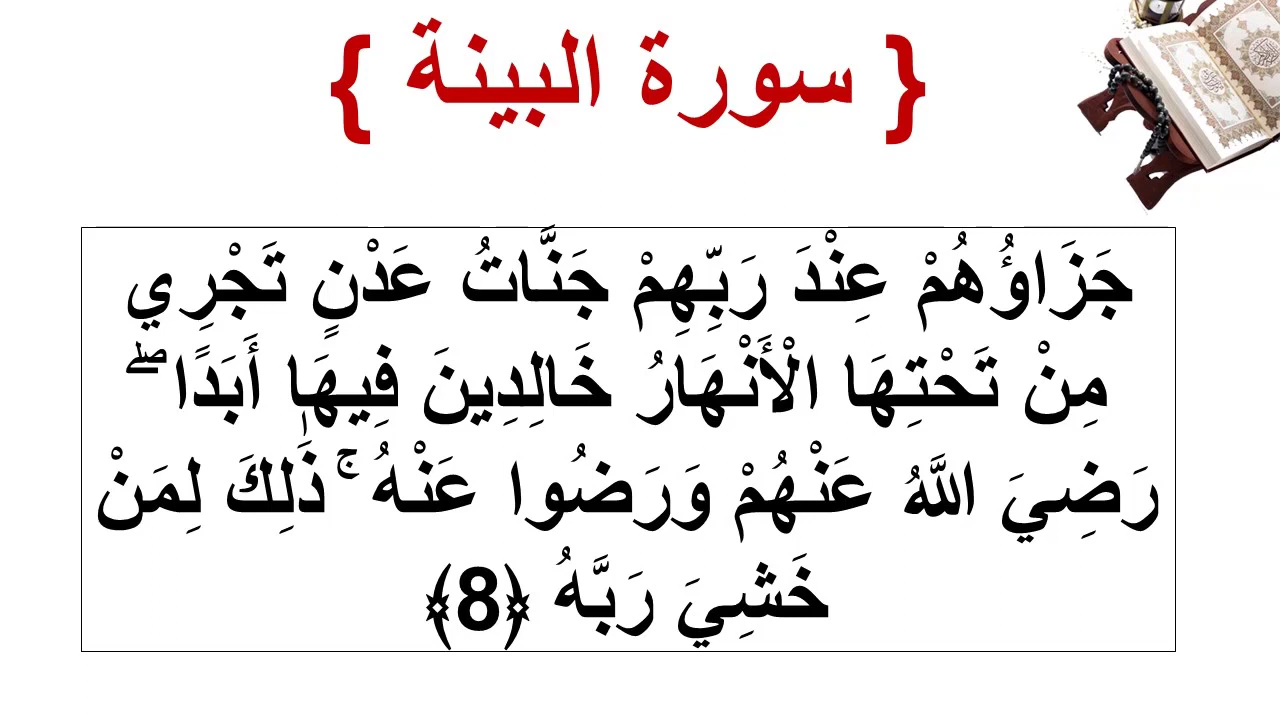 { سورة البينة }
جَزَاؤُهُمْ عِنْدَ رَبِّهِمْ جَنَّاتُ عَدْنٍ تَجْرِي
مِنْ تَحْتِهَا الْأَنْهَارُ خَالِدِينَ فِيهَا أَبَدًا ۖ
رَضِيَ اللَّهُ عَنْهُمْ وَرَضُوا عَنْهُ ۚ ذَٰلِكَ لِمَنْ
خَشِيَ رَبَّهُ ﴿8﴾